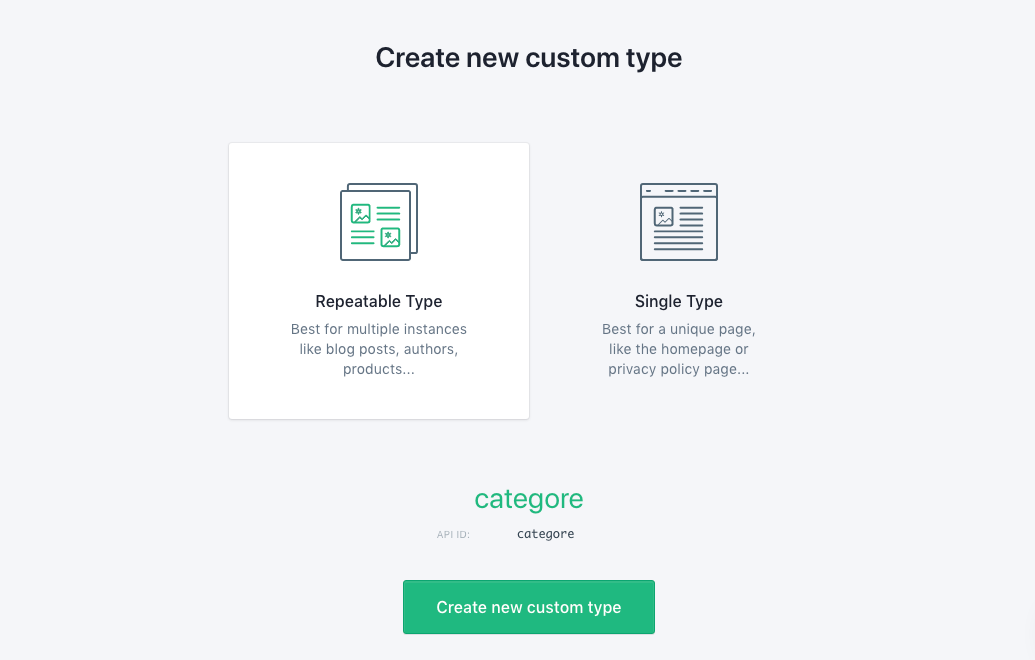 Create new custom type
Repeatable Type
Best for multiple instances
like blog posts, authors,
products...
Single Type
Best for a unique page,
like the homepage or
privacy policy page...
categore
API ID: categore
Create new custom type